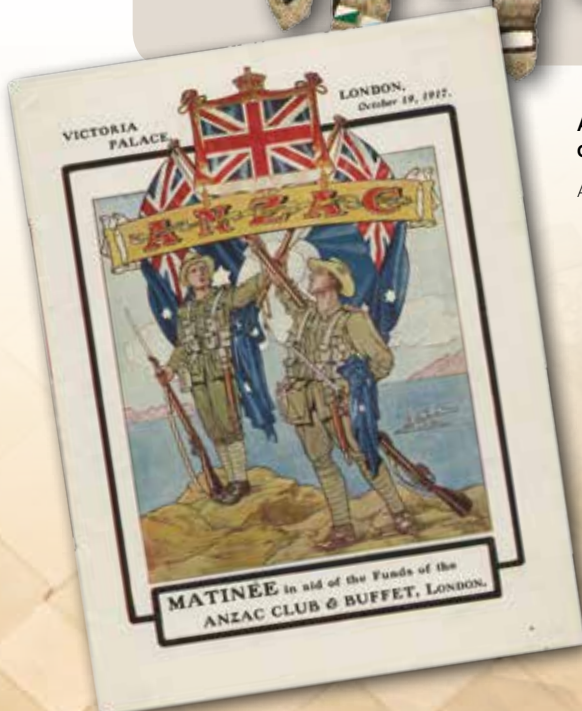 VICTORIA
PALACE,
LONDON,
October 19, 1917.
ANZAC
MATINÉE in aid of the Funds of the
ANZAC CLUB & BUFFET, LONDON.